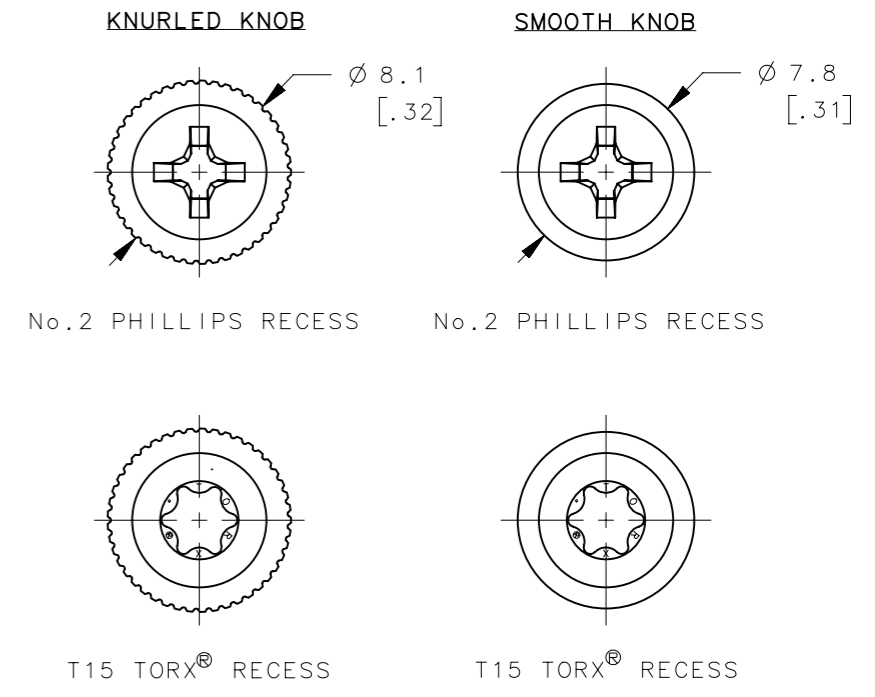 KNURLED KNOB
SMOOTH KNOB
Ø 8.1
[.32]
Ø 7.8
[.31]
No.2 PHILLIPS RECESS
No.2 PHILLIPS RECESS
T O R X ®
T O R X ®
T15 TORX® RECESS
T15 TORX® RECESS